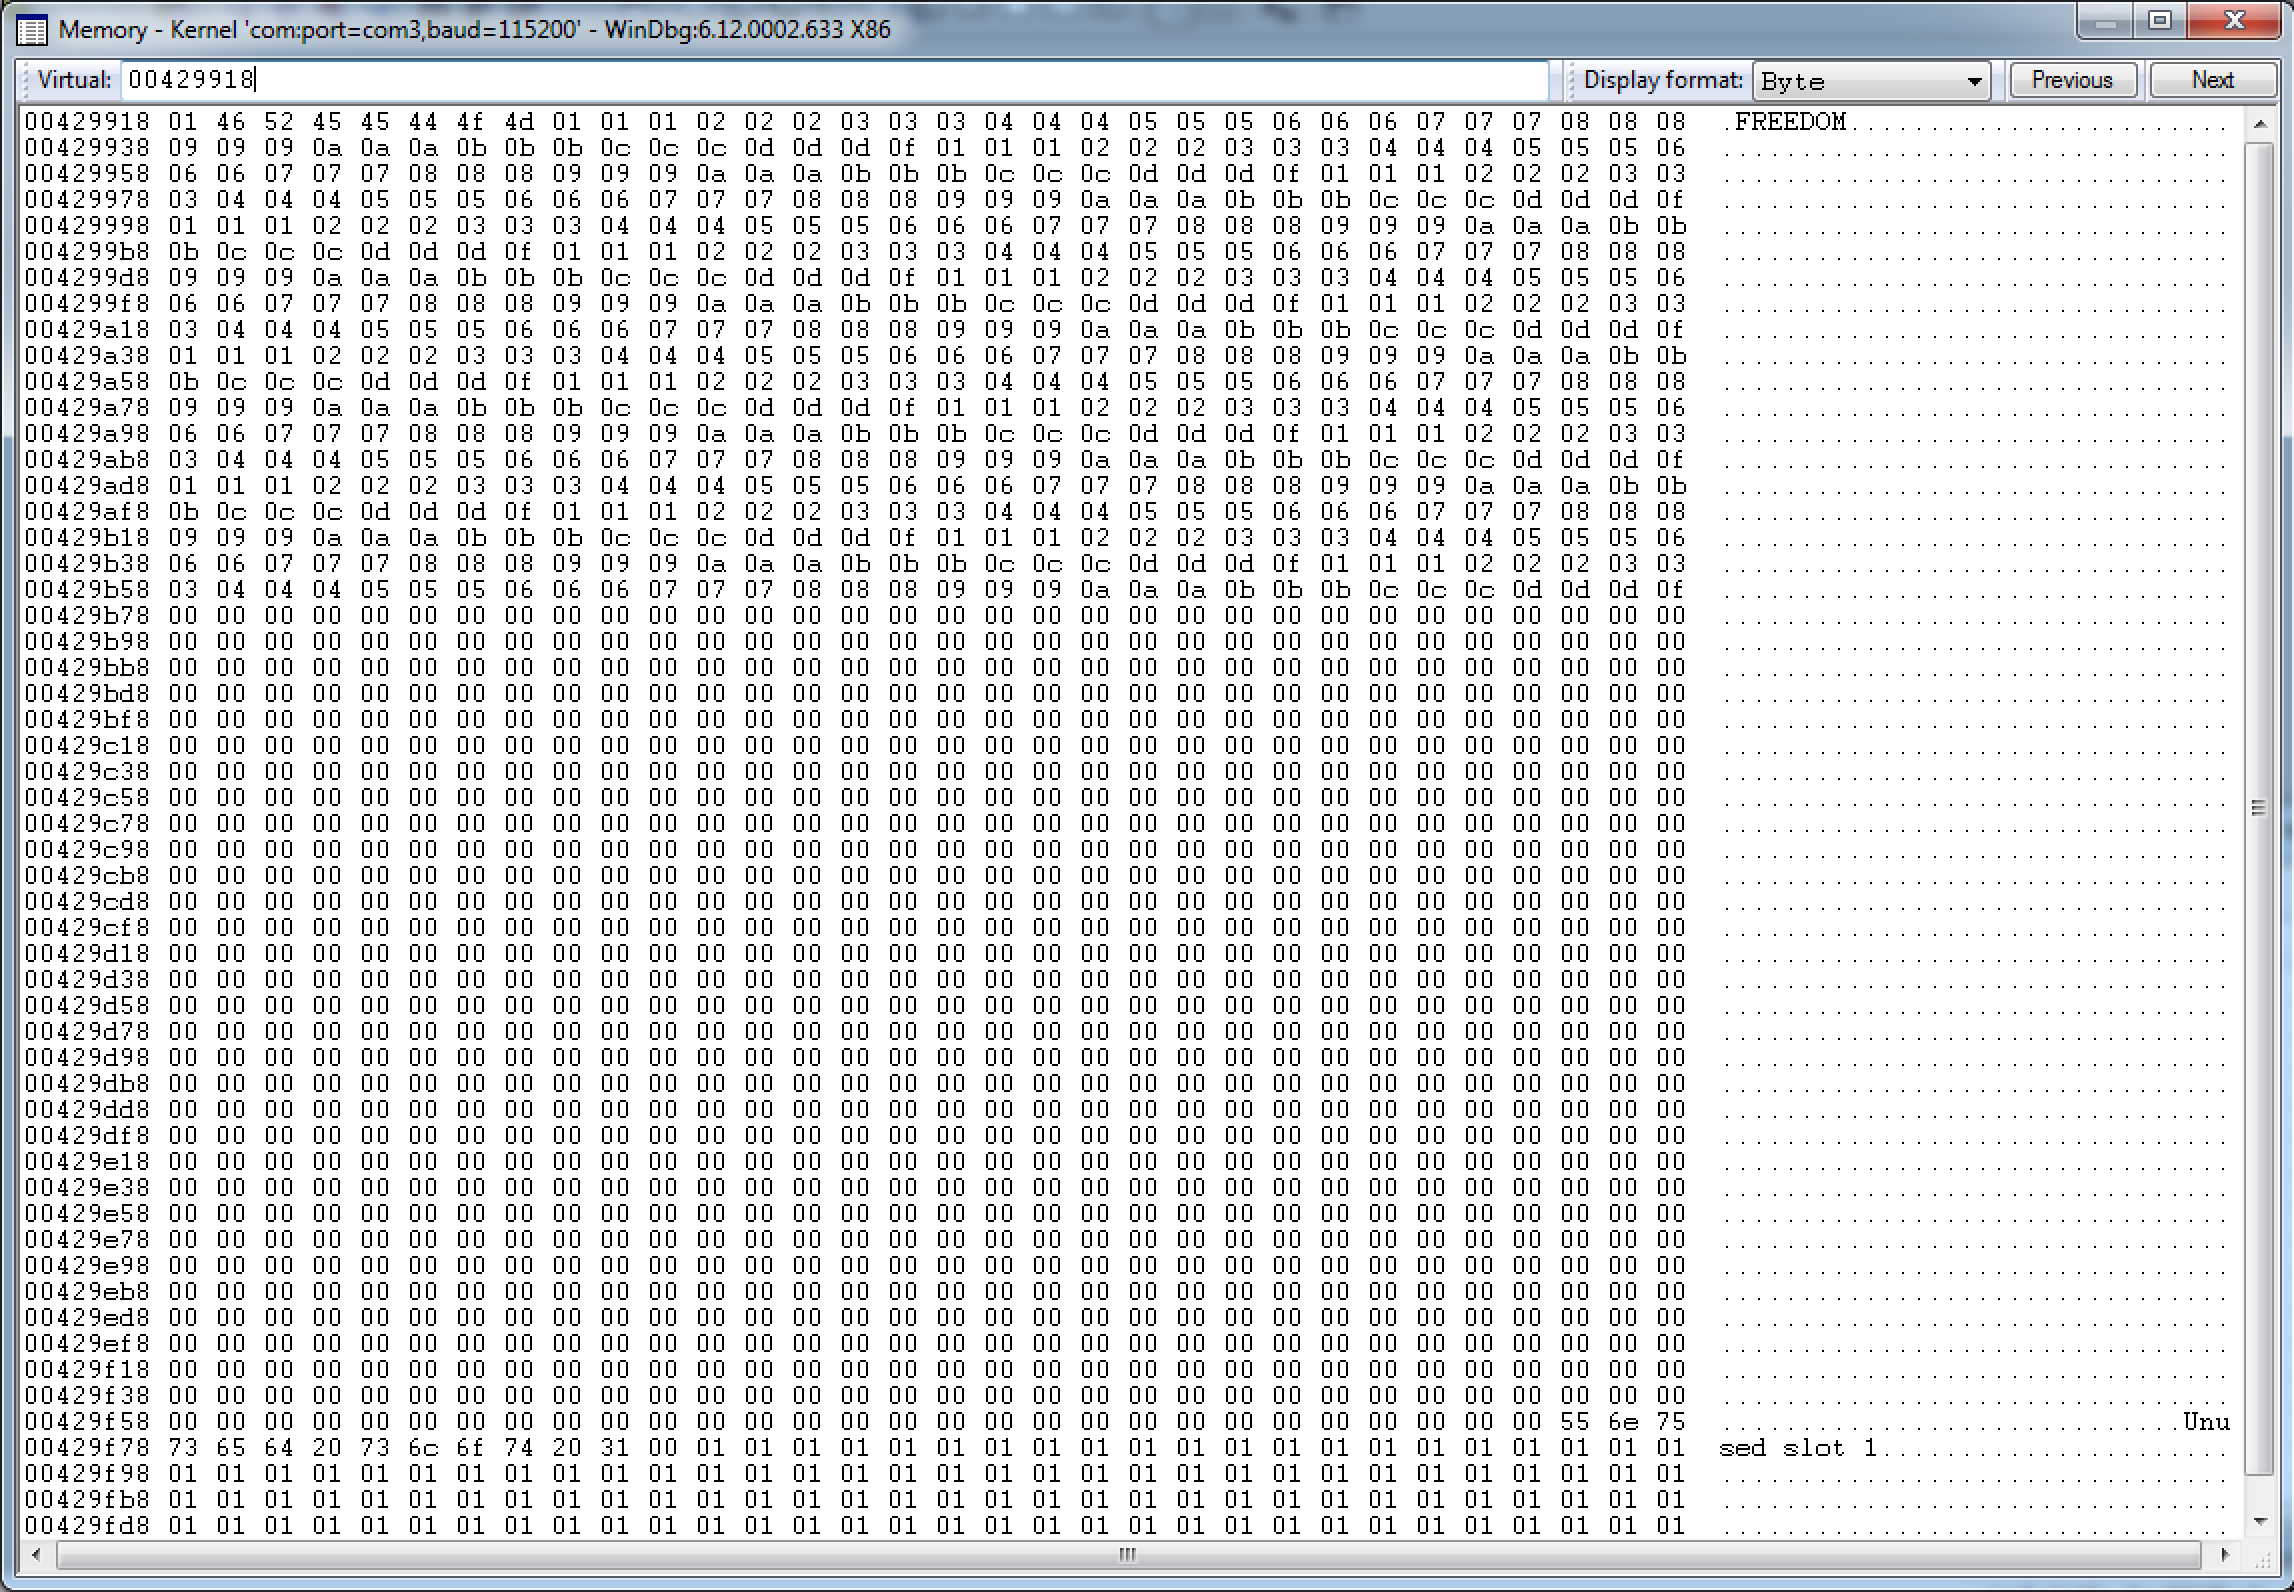 Memory - Kernel 'com:port=com3,baud=115200' - WinDbg:6.12.0002.633 X86
Virtual: 00429918 Display format: Byte Previous Next
00429918 01 46 52 45 45 44 4f 4d 01 01 01 02 02 02 03 03 03 04 04 04 05 05 05 06 06 06 07 07 07 08 08 08 .FREEDOM........................
00429938 09 09 09 0a 0a 0a 0b 0b 0b 0c 0c 0c 0d 0d 0d 0f 01 01 01 02 02 02 03 03 03 04 04 04 05 05 05 06 ................................
00429958 06 06 07 07 07 08 08 08 09 09 09 0a 0a 0a 0b 0b 0b 0c 0c 0c 0d 0d 0d 0f 01 01 01 02 02 02 03 03 ................................
00429978 03 04 04 04 05 05 05 06 06 06 07 07 07 08 08 08 09 09 09 0a 0a 0a 0b 0b 0b 0c 0c 0c 0d 0d 0d 0f ................................
00429998 01 01 01 02 02 02 03 03 03 04 04 04 05 05 05 06 06 06 07 07 07 08 08 08 09 09 09 0a 0a 0a 0b 0b ................................
004299b8 0b 0c 0c 0c 0d 0d 0d 0f 01 01 01 02 02 02 03 03 03 04 04 04 05 05 05 06 06 06 07 07 07 08 08 08 ................................
004299d8 09 09 09 0a 0a 0a 0b 0b 0b 0c 0c 0c 0d 0d 0d 0f 01 01 01 02 02 02 03 03 03 04 04 04 05 05 05 06 ................................
004299f8 06 06 07 07 07 08 08 08 09 09 09 0a 0a 0a 0b 0b 0b 0c 0c 0c 0d 0d 0d 0f 01 01 01 02 02 02 03 03 ................................
00429a18 03 04 04 04 05 05 05 06 06 06 07 07 07 08 08 08 09 09 09 0a 0a 0a 0b 0b 0b 0c 0c 0c 0d 0d 0d 0f ................................
00429a38 01 01 01 02 02 02 03 03 03 04 04 04 05 05 05 06 06 06 07 07 07 08 08 08 09 09 09 0a 0a 0a 0b 0b ................................
00429a58 0b 0c 0c 0c 0d 0d 0d 0f 01 01 01 02 02 02 03 03 03 04 04 04 05 05 05 06 06 06 07 07 07 08 08 08 ................................
00429a78 09 09 09 0a 0a 0a 0b 0b 0b 0c 0c 0c 0d 0d 0d 0f 01 01 01 02 02 02 03 03 03 04 04 04 05 05 05 06 ................................
00429a98 06 06 07 07 07 08 08 08 09 09 09 0a 0a 0a 0b 0b 0b 0c 0c 0c 0d 0d 0d 0f 01 01 01 02 02 02 03 03 ................................
00429ab8 03 04 04 04 05 05 05 06 06 06 07 07 07 08 08 08 09 09 09 0a 0a 0a 0b 0b 0b 0c 0c 0c 0d 0d 0d 0f ................................
00429ad8 01 01 01 02 02 02 03 03 03 04 04 04 05 05 05 06 06 06 07 07 07 08 08 08 09 09 09 0a 0a 0a 0b 0b ................................
00429af8 0b 0c 0c 0c 0d 0d 0d 0f 01 01 01 02 02 02 03 03 03 04 04 04 05 05 05 06 06 06 07 07 07 08 08 08 ................................
00429b18 09 09 09 0a 0a 0a 0b 0b 0b 0c 0c 0c 0d 0d 0d 0f 01 01 01 02 02 02 03 03 03 04 04 04 05 05 05 06 ................................
00429b38 06 06 07 07 07 08 08 08 09 09 09 0a 0a 0a 0b 0b 0b 0c 0c 0c 0d 0d 0d 0f 01 01 01 02 02 02 03 03 ................................
00429b58 03 04 04 04 05 05 05 06 06 06 07 07 07 08 08 08 09 09 09 0a 0a 0a 0b 0b 0b 0c 0c 0c 0d 0d 0d 0f ................................
00429b78 00 00 00 00 00 00 00 00 00 00 00 00 00 00 00 00 00 00 00 00 00 00 00 00 00 00 00 00 00 00 00 00 ................................
00429b98 00 00 00 00 00 00 00 00 00 00 00 00 00 00 00 00 00 00 00 00 00 00 00 00 00 00 00 00 00 00 00 00 ................................
00429bb8 00 00 00 00 00 00 00 00 00 00 00 00 00 00 00 00 00 00 00 00 00 00 00 00 00 00 00 00 00 00 00 00 ................................
00429bd8 00 00 00 00 00 00 00 00 00 00 00 00 00 00 00 00 00 00 00 00 00 00 00 00 00 00 00 00 00 00 00 00 ................................
00429bf8 00 00 00 00 00 00 00 00 00 00 00 00 00 00 00 00 00 00 00 00 00 00 00 00 00 00 00 00 00 00 00 00 ................................
00429c18 00 00 00 00 00 00 00 00 00 00 00 00 00 00 00 00 00 00 00 00 00 00 00 00 00 00 00 00 00 00 00 00 ................................
00429c38 00 00 00 00 00 00 00 00 00 00 00 00 00 00 00 00 00 00 00 00 00 00 00 00 00 00 00 00 00 00 00 00 ................................
00429c58 00 00 00 00 00 00 00 00 00 00 00 00 00 00 00 00 00 00 00 00 00 00 00 00 00 00 00 00 00 00 00 00 ................................
00429c78 00 00 00 00 00 00 00 00 00 00 00 00 00 00 00 00 00 00 00 00 00 00 00 00 00 00 00 00 00 00 00 00 ................................
00429c98 00 00 00 00 00 00 00 00 00 00 00 00 00 00 00 00 00 00 00 00 00 00 00 00 00 00 00 00 00 00 00 00 ................................
00429cb8 00 00 00 00 00 00 00 00 00 00 00 00 00 00 00 00 00 00 00 00 00 00 00 00 00 00 00 00 00 00 00 00 ................................
00429cd8 00 00 00 00 00 00 00 00 00 00 00 00 00 00 00 00 00 00 00 00 00 00 00 00 00 00 00 00 00 00 00 00 ................................
00429cf8 00 00 00 00 00 00 00 00 00 00 00 00 00 00 00 00 00 00 00 00 00 00 00 00 00 00 00 00 00 00 00 00 ................................
00429d18 00 00 00 00 00 00 00 00 00 00 00 00 00 00 00 00 00 00 00 00 00 00 00 00 00 00 00 00 00 00 00 00 ................................
00429d38 00 00 00 00 00 00 00 00 00 00 00 00 00 00 00 00 00 00 00 00 00 00 00 00 00 00 00 00 00 00 00 00 ................................
00429d58 00 00 00 00 00 00 00 00 00 00 00 00 00 00 00 00 00 00 00 00 00 00 00 00 00 00 00 00 00 00 00 00 ................................
00429d78 00 00 00 00 00 00 00 00 00 00 00 00 00 00 00 00 00 00 00 00 00 00 00 00 00 00 00 00 00 00 00 00 ................................
00429d98 00 00 00 00 00 00 00 00 00 00 00 00 00 00 00 00 00 00 00 00 00 00 00 00 00 00 00 00 00 00 00 00 ................................
00429db8 00 00 00 00 00 00 00 00 00 00 00 00 00 00 00 00 00 00 00 00 00 00 00 00 00 00 00 00 00 00 00 00 ................................
00429dd8 00 00 00 00 00 00 00 00 00 00 00 00 00 00 00 00 00 00 00 00 00 00 00 00 00 00 00 00 00 00 00 00 ................................
00429df8 00 00 00 00 00 00 00 00 00 00 00 00 00 00 00 00 00 00 00 00 00 00 00 00 00 00 00 00 00 00 00 00 ................................
00429e18 00 00 00 00 00 00 00 00 00 00 00 00 00 00 00 00 00 00 00 00 00 00 00 00 00 00 00 00 00 00 00 00 ................................
00429e38 00 00 00 00 00 00 00 00 00 00 00 00 00 00 00 00 00 00 00 00 00 00 00 00 00 00 00 00 00 00 00 00 ................................
00429e58 00 00 00 00 00 00 00 00 00 00 00 00 00 00 00 00 00 00 00 00 00 00 00 00 00 00 00 00 00 00 00 00 ................................
00429e78 00 00 00 00 00 00 00 00 00 00 00 00 00 00 00 00 00 00 00 00 00 00 00 00 00 00 00 00 00 00 00 00 ................................
00429e98 00 00 00 00 00 00 00 00 00 00 00 00 00 00 00 00 00 00 00 00 00 00 00 00 00 00 00 00 00 00 00 00 ................................
00429eb8 00 00 00 00 00 00 00 00 00 00 00 00 00 00 00 00 00 00 00 00 00 00 00 00 00 00 00 00 00 00 00 00 ................................
00429ed8 00 00 00 00 00 00 00 00 00 00 00 00 00 00 00 00 00 00 00 00 00 00 00 00 00 00 00 00 00 00 00 00 ................................
00429ef8 00 00 00 00 00 00 00 00 00 00 00 00 00 00 00 00 00 00 00 00 00 00 00 00 00 00 00 00 00 00 00 00 ................................
00429f18 00 00 00 00 00 00 00 00 00 00 00 00 00 00 00 00 00 00 00 00 00 00 00 00 00 00 00 00 00 00 00 00 ................................
00429f38 00 00 00 00 00 00 00 00 00 00 00 00 00 00 00 00 00 00 00 00 00 00 00 00 00 00 00 00 00 00 00 00 ................................
00429f58 00 00 00 00 00 00 00 00 00 00 00 00 00 00 00 00 00 00 00 00 00 00 00 00 00 00 00 00 00 55 6e 75 .............................Unu
00429f78 73 65 64 20 73 6c 6f 74 20 31 00 01 01 01 01 01 01 01 01 01 01 01 01 01 01 01 01 01 01 01 01 01 sed slot 1......................
00429f98 01 01 01 01 01 01 01 01 01 01 01 01 01 01 01 01 01 01 01 01 01 01 01 01 01 01 01 01 01 01 01 01 ................................
00429fb8 01 01 01 01 01 01 01 01 01 01 01 01 01 01 01 01 01 01 01 01 01 01 01 01 01 01 01 01 01 01 01 01 ................................
00429fd8 01 01 01 01 01 01 01 01 01 01 01 01 01 01 01 01 01 01 01 01 01 01 01 01 01 01 01 01 01 01 01 01 ................................